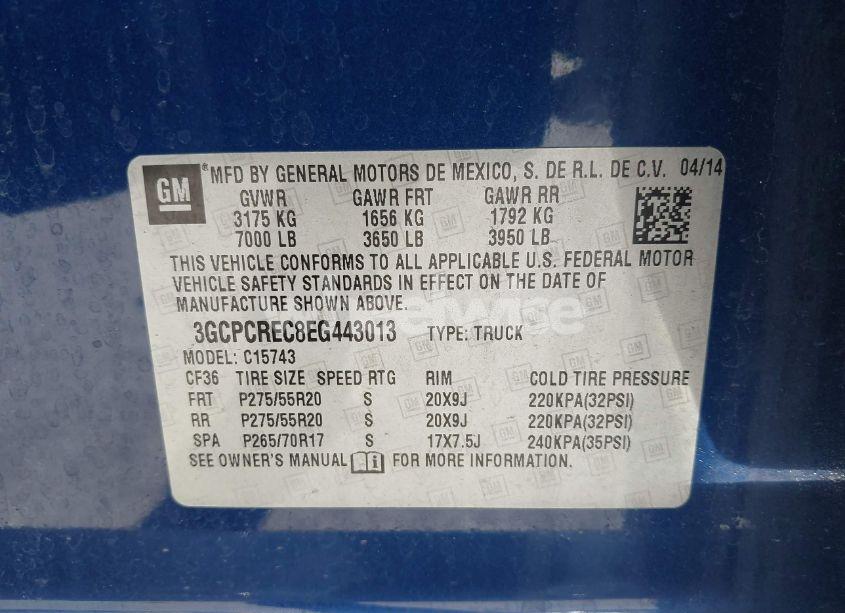 GM ®MFD BY GENERAL MOTORS DE MEXICO, S. DE R.L. DE C.V. 04/14
GVWR GAWR FRT GAWR RR
3175 KG 1656 KG 1792 KG
7000 LB 3650 LB 3950 LB
THIS VEHICLE CONFORMS TO ALL APPLICABLE U.S. FEDERAL MOTOR
VEHICLE SAFETY STANDARDS IN EFFECT ON THE DATE OF
MANUFACTURE SHOWN ABOVE.
3GCPCREC8EG443013 TYPE: TRUCK
MODEL: C15743
CF36 TIRE SIZE SPEED RTG RIM COLD TIRE PRESSURE
FRT P275/55R20 S 20X9J 220KPA(32PSI)
RR P275/55R20 S 20X9J 220KPA(32PSI)
SPA P265/70R17 S 17X7.5J 240KPA(35PSI)
SEE OWNER'S MANUAL FOR MORE INFORMATION.